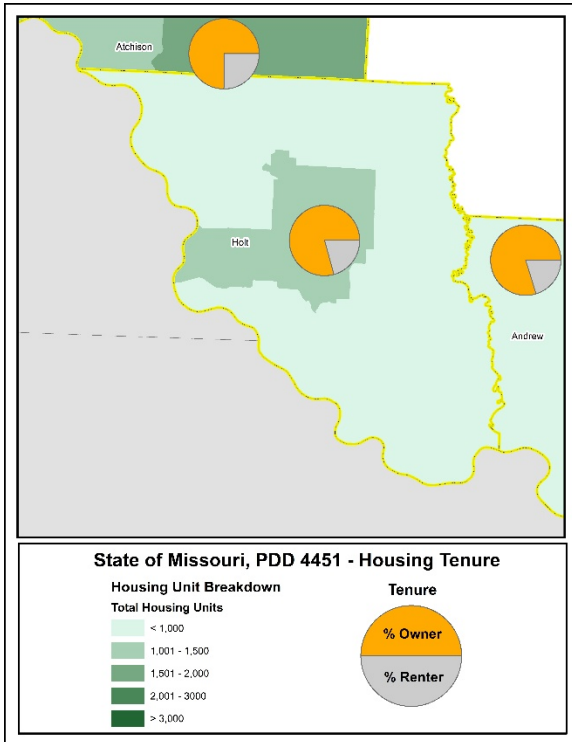 Atchison
Holt
Andrew
State of Missouri, PDD 4451 - Housing Tenure
Housing Unit Breakdown
Total Housing Units
< 1,000
1,001 - 1,500
1,501 - 2,000
2,001 - 3000
> 3,000
Tenure
% Owner
% Renter